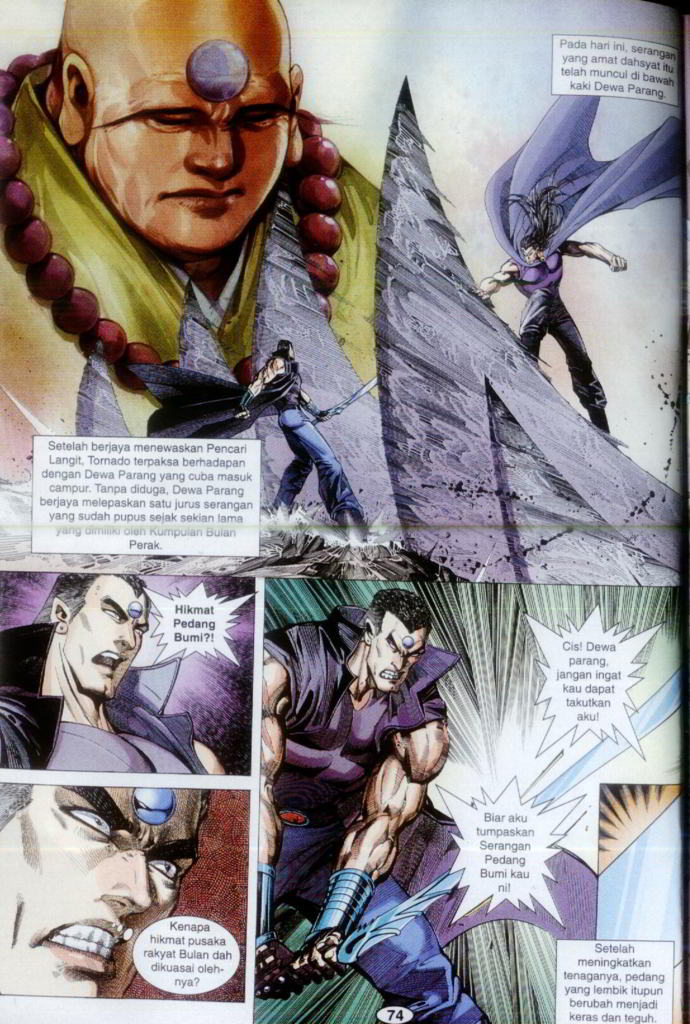 Pada hari ini, serangan
yang amat dahsyat itu
telah muncul di bawah
kaki Dewa Parang.
Setelah berjaya menewaskan Pencari
Langit, Tornado terpaksa berhadapan
dengan Dewa Parang yang cuba masuk
campur. Tanpa diduga, Dewa Parang
berjaya melepaskan satu jurus serangan
yang sudah pupus sejak sekian lama
yang dimiliki oleh Kumpulan Bulan
Perak.
Hikmat
Pedang
Bumi?!
Cis! Dewa
parang,
jangan ingat
kau dapat
takutkan
aku!
Kenapa
hikmat pusaka
rakyat Bulan dah
dikuasai oleh-
nya?
Biar aku
tumpaskan
Serangan
Pedang
Bumi kau
ni!
Setelah
meningkatkan
tenaganya, pedang
yang lembik itupun
berubah menjadi
keras dan teguh.
74